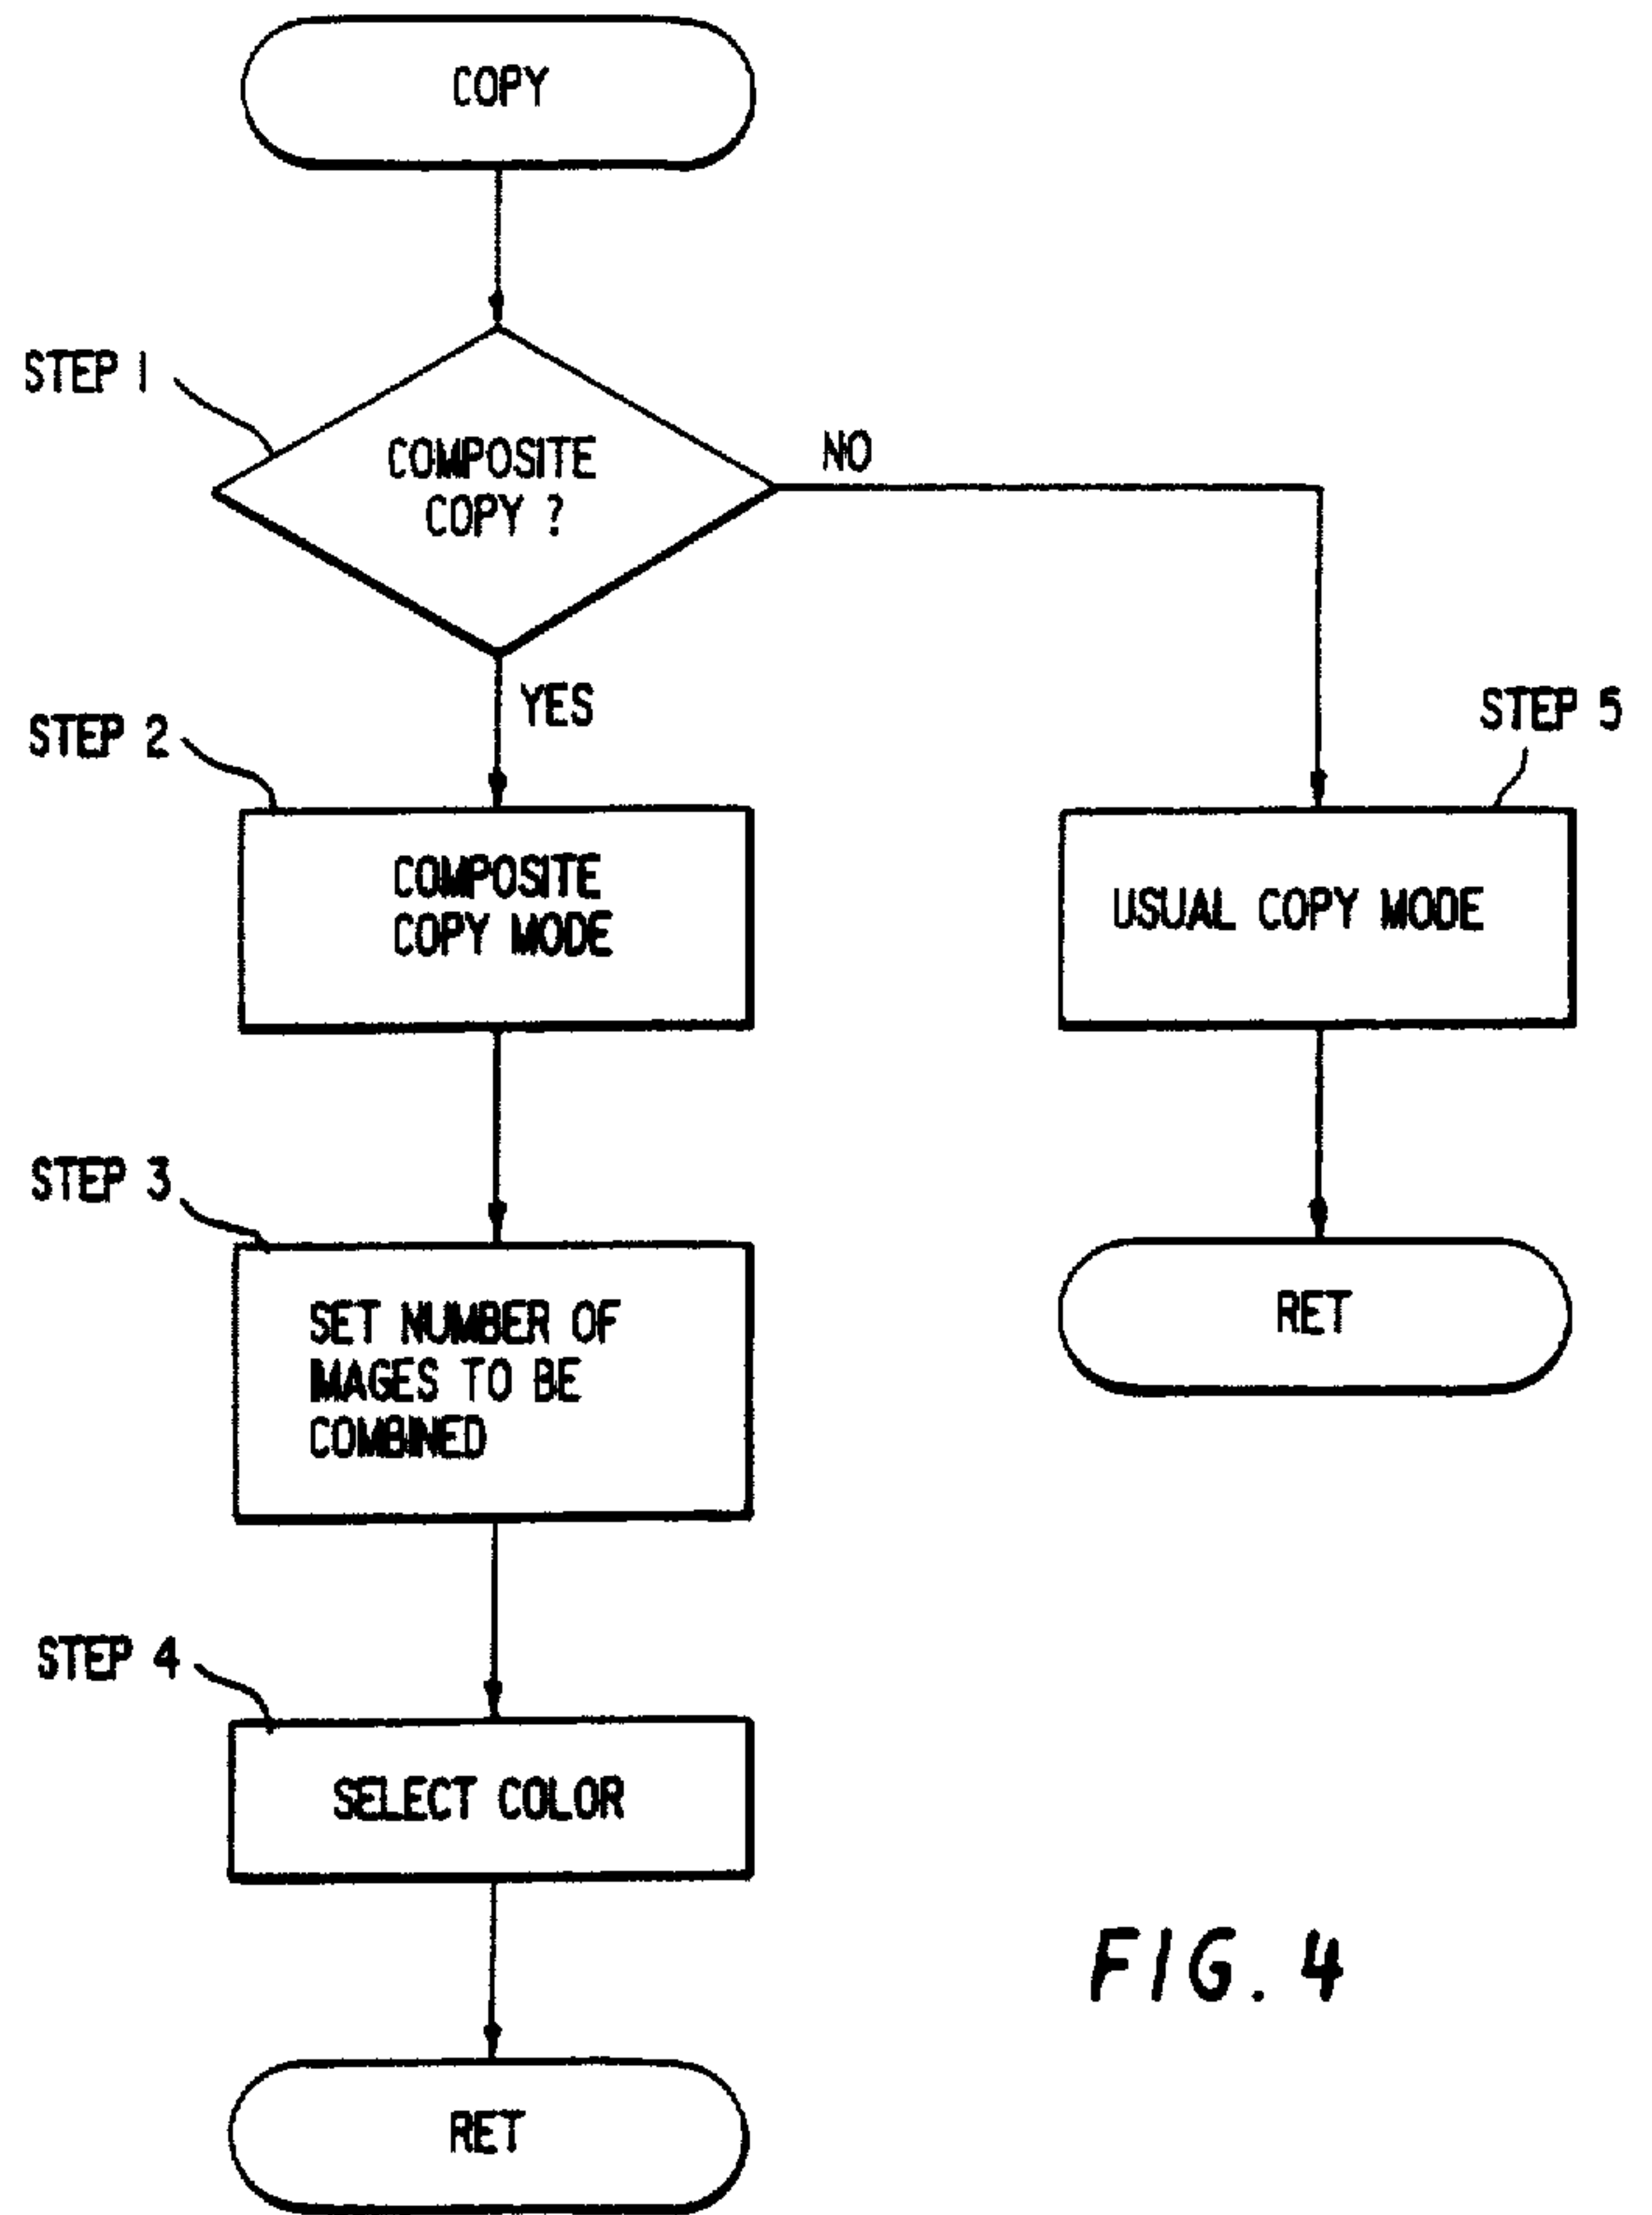 COPY
STEP 1
COMPOSITE
COPY ?
NO
YES
STEP 2
COMPOSITE
COPY MODE
STEP 5
USUAL COPY MODE
STEP 3
SET NUMBER OF
IMAGES TO BE
COMBINED
RET
STEP 4
SELECT COLOR
RET
FIG. 4